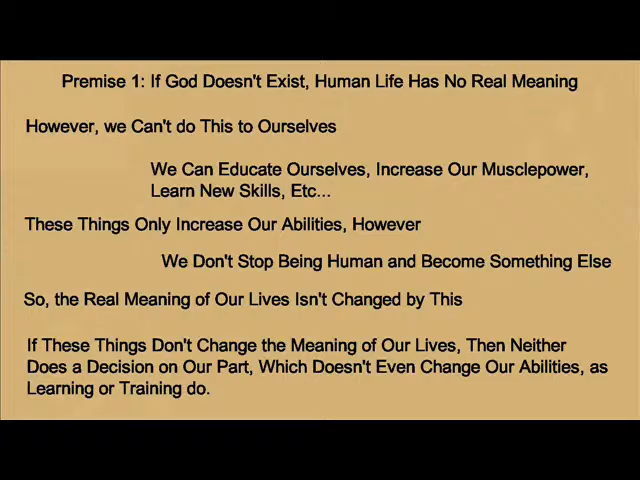 Premise 1: If God Doesn't Exist, Human Life Has No Real Meaning
However, we Can't do This to Ourselves
We Can Educate Ourselves, Increase Our Musclepower,
Learn New Skills, Etc...
These Things Only Increase Our Abilities, However
We Don't Stop Being Human and Become Something Else
So, the Real Meaning of Our Lives Isn't Changed by This
If These Things Don't Change the Meaning of Our Lives, Then Neither
Does a Decision on Our Part, Which Doesn't Even Change Our Abilities, as
Learning or Training do.